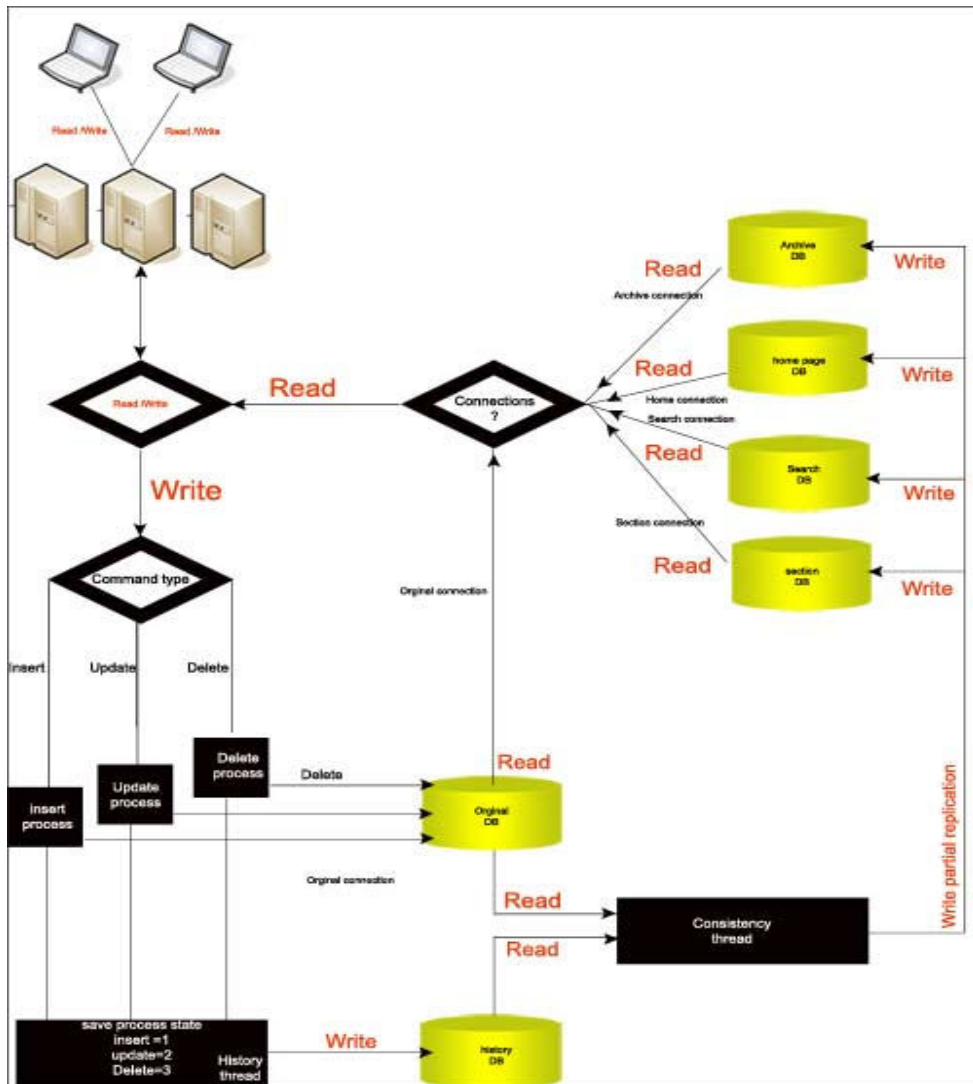 Read /Write
Read /Write
Archive
DB
Read
Write
Archive connection
home page
DB
Read
Write
Read
Read /Write
Connections
?
Home connection
Search connection
Read
Search
DB
Write
Write
Section connection
Read
section
DB
Write
Command type
Orginal connection
Insert
Update
Delete
Delete
process
Delete
Read
Update
process
insert
process
Orginal
DB
Orginal connection
Write partial replication
Read
Consistency
thread
Read
save process state
insert =1
update=2
Delete=3
History
thread
Write
history
DB